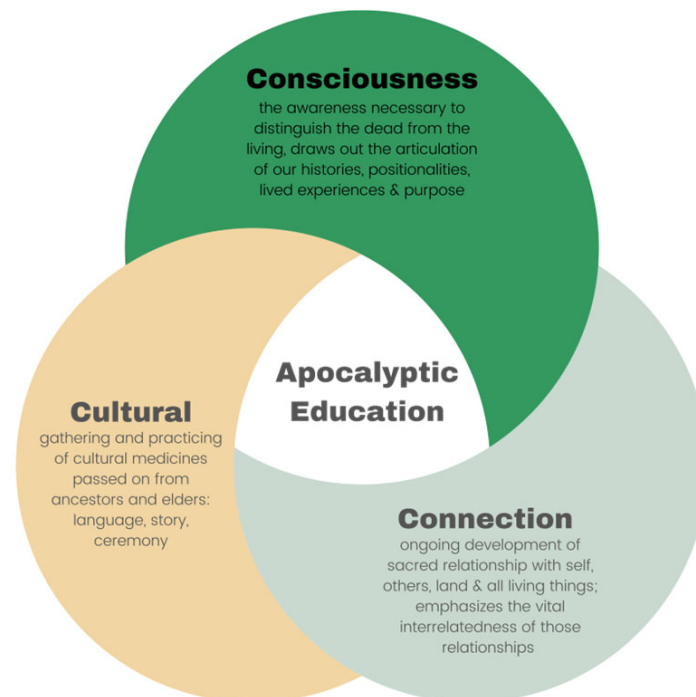 Consciousness
the awareness necessary to
distinguish the dead from the
living, draws out the articulation
of our histories, positionalities,
lived experiences & purpose
Apocalyptic
Education
Cultural
gathering and practicing
of cultural medicines
passed on from
ancestors and elders:
language, story,
ceremony
Connection
ongoing development of
sacred relationship with self,
others, land & all living things;
emphasizes the vital
interrelatedness of those
relationships